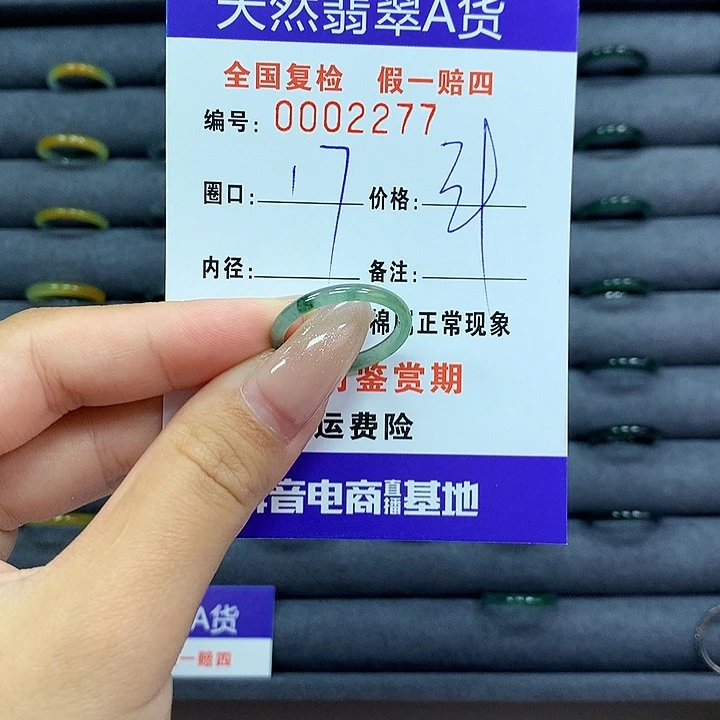 天然翡翠A货
全国复检 假一赔四
编号: 0002277
圈口: 17 价格:
内径: 备注:
棉 正常现象
鉴赏期
运费险
音电商直播基地
A货
一赔四